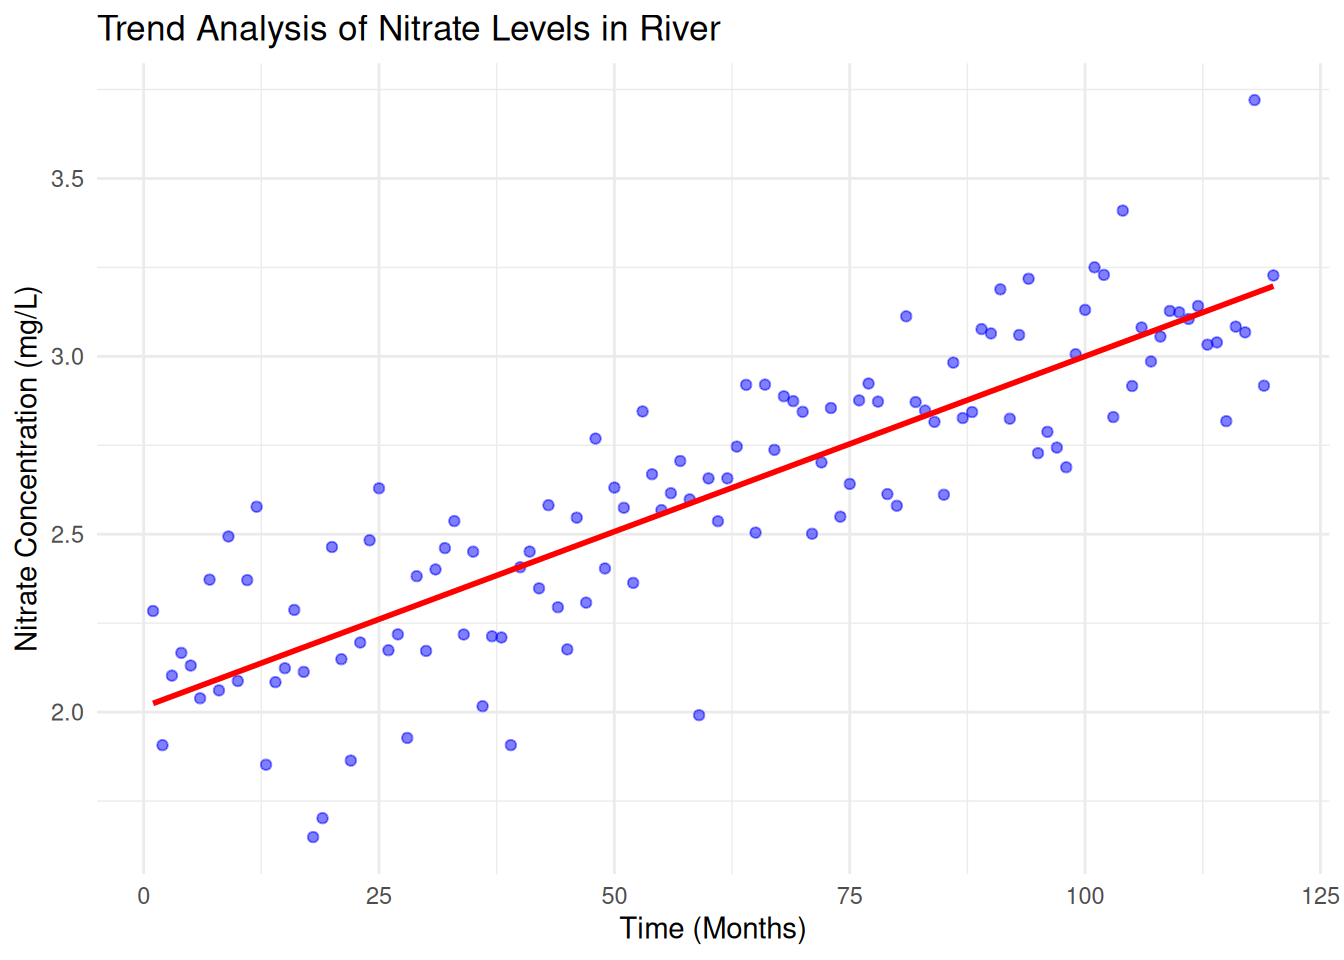 Trend Analysis of Nitrate Levels in River
Nitrate Concentration (mg/L)
3.5
3.0
2.5
2.0
0 25 50 75 100 125
Time (Months)